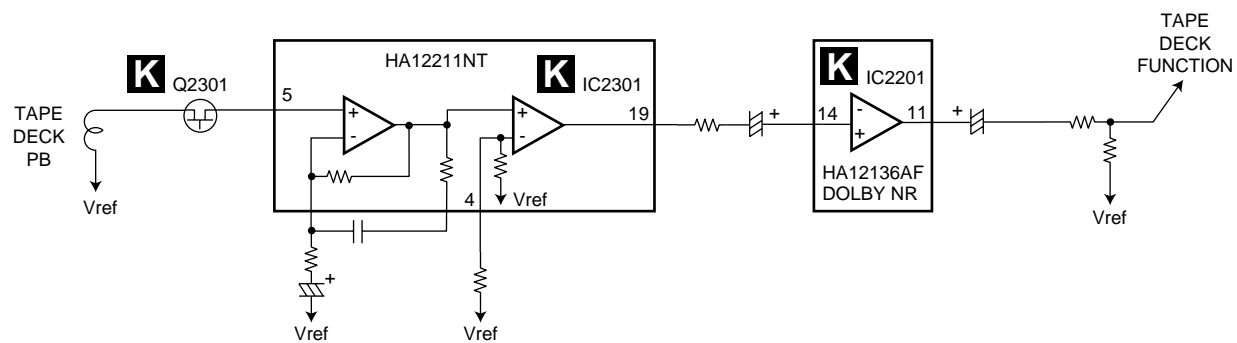 TAPE
DECK
PB
Vref
K
Q2301
HA12211NT
5
+
-
K
IC2301
+
-
19
4
Vref
+
Vref
Vref
+
K
IC2201
14
-
+
11
HA12136AF
DOLBY NR
+
TAPE
DECK
FUNCTION
Vref